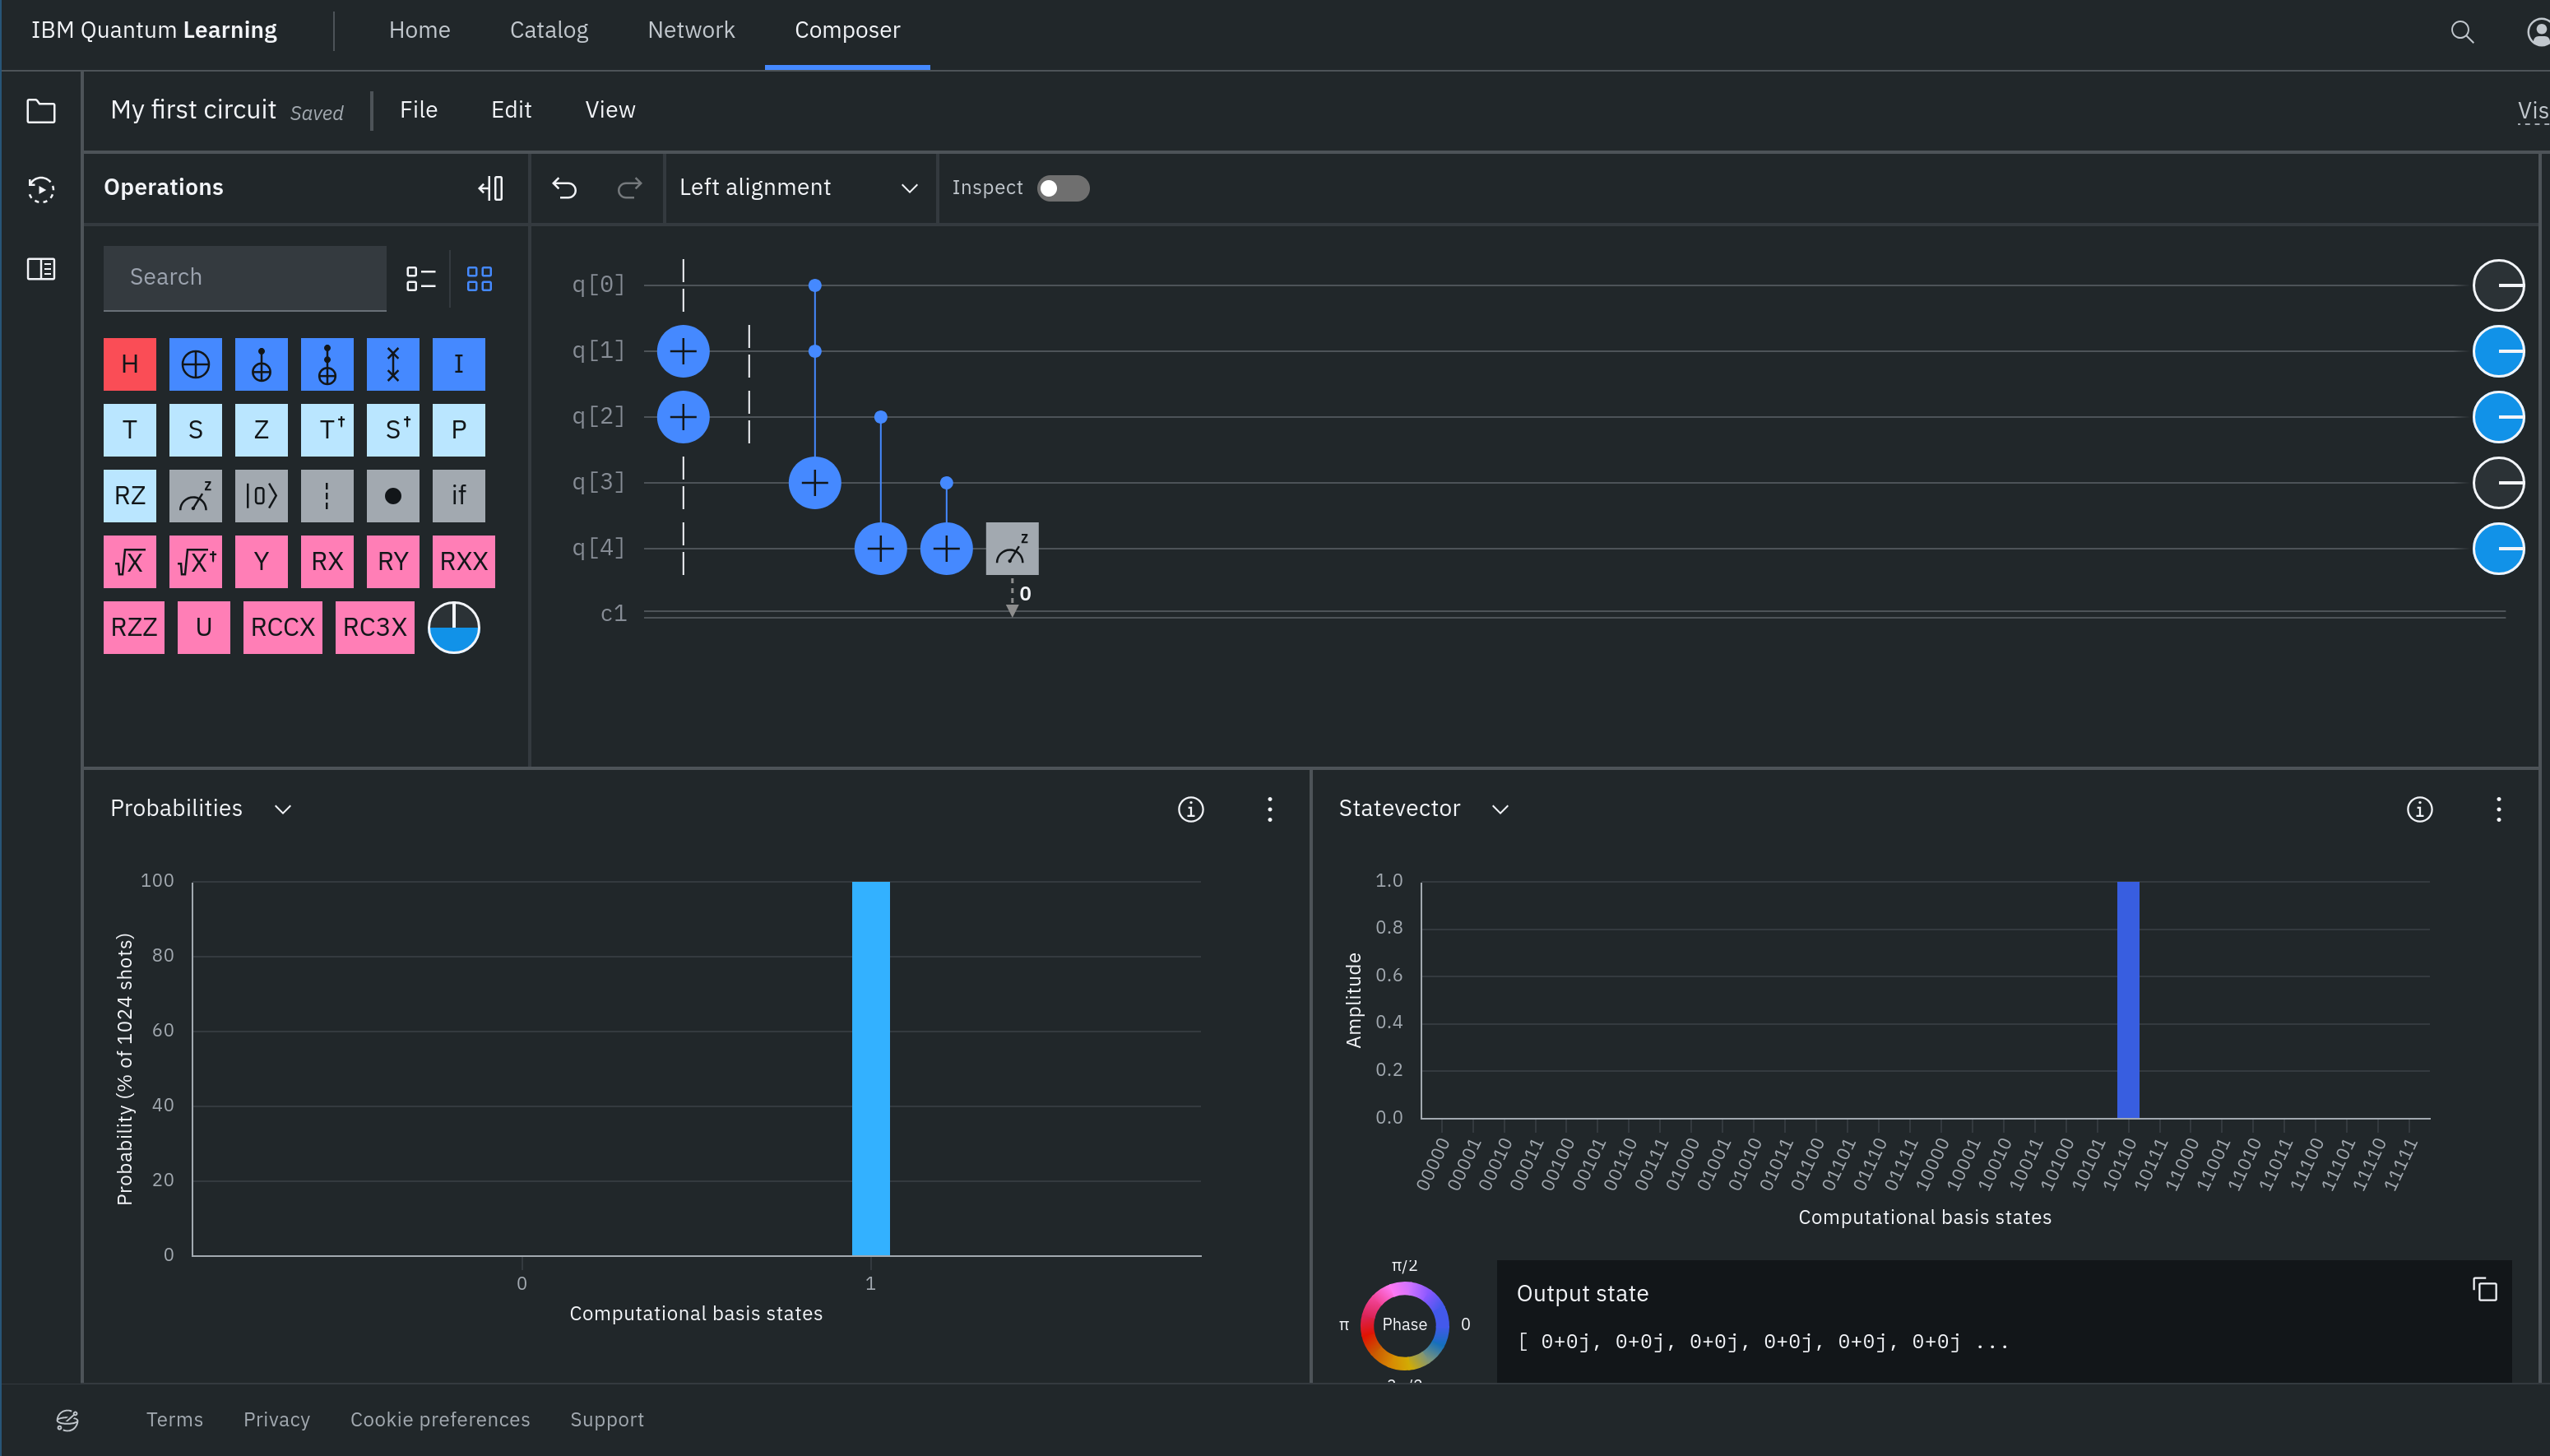 IBM Quantum Learning Home Catalog Network Composer
My first circuit Saved File Edit View Vis
Operations Left alignment Inspect
Search
H I
T S Z T† S† P
RZ z |0⟩ if
√X √X† Y RX RY RXX
RZZ U RCCX RC3X
q[0]
q[1]
q[2]
q[3]
q[4] z
0
c1
Probabilities
Probability (% of 1024 shots)
100
80
60
40
20
0
0 1
Computational basis states
Statevector
Amplitude
1.0
0.8
0.6
0.4
0.2
0.0
00000 00001 00010 00011 00100 00101 00110 00111 01000 01001 01010 01011 01100 01101 01110 01111 10000 10001 10010 10011 10100 10101 10110 10111 11000 11001 11010 11011 11100 11101 11110 11111
Computational basis states
π/2
π Phase 0
Output state
[ 0+0j, 0+0j, 0+0j, 0+0j, 0+0j, 0+0j ...
Terms Privacy Cookie preferences Support